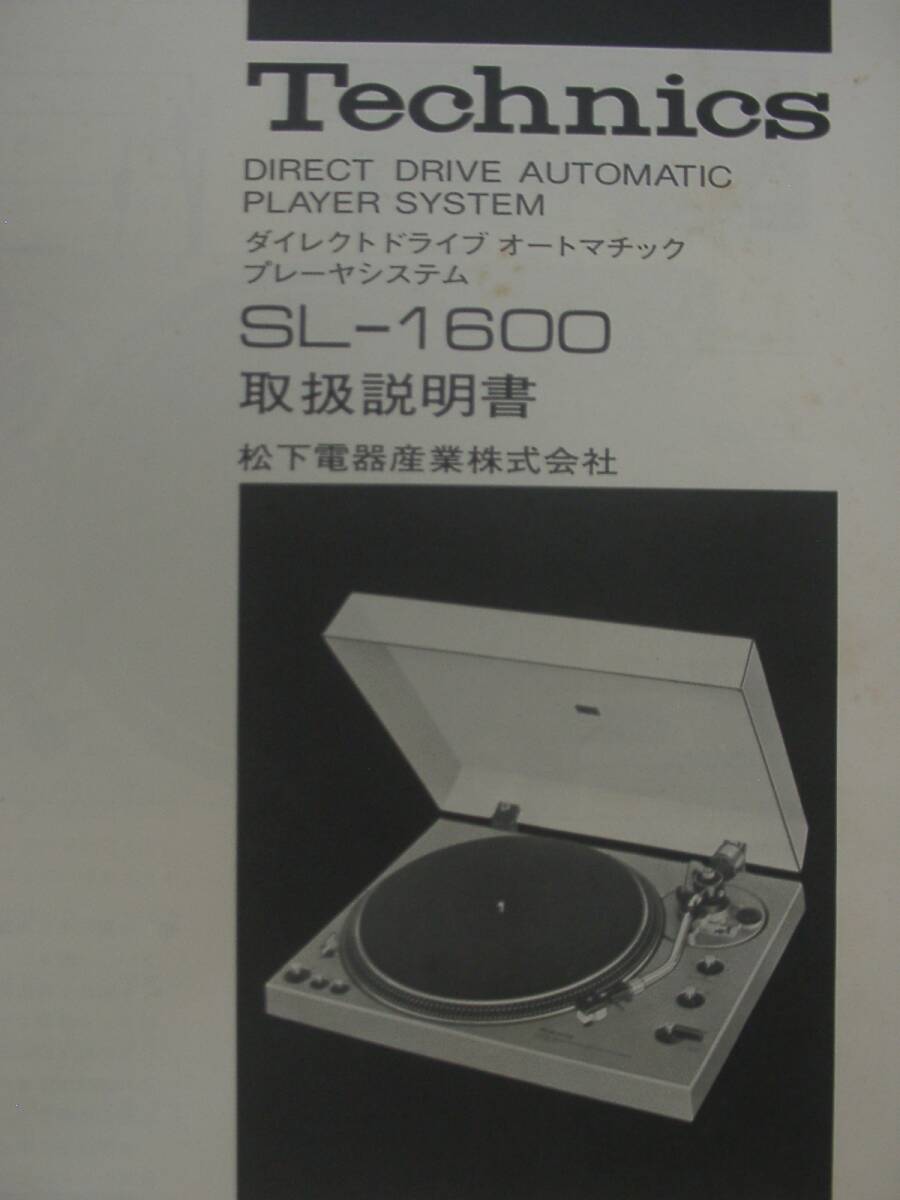 Technics
DIRECT DRIVE AUTOMATIC
PLAYER SYSTEM
ダイレクトドライブ オートマチック
プレーヤシステム
SL-1600
取扱説明書
松下電器産業株式会社